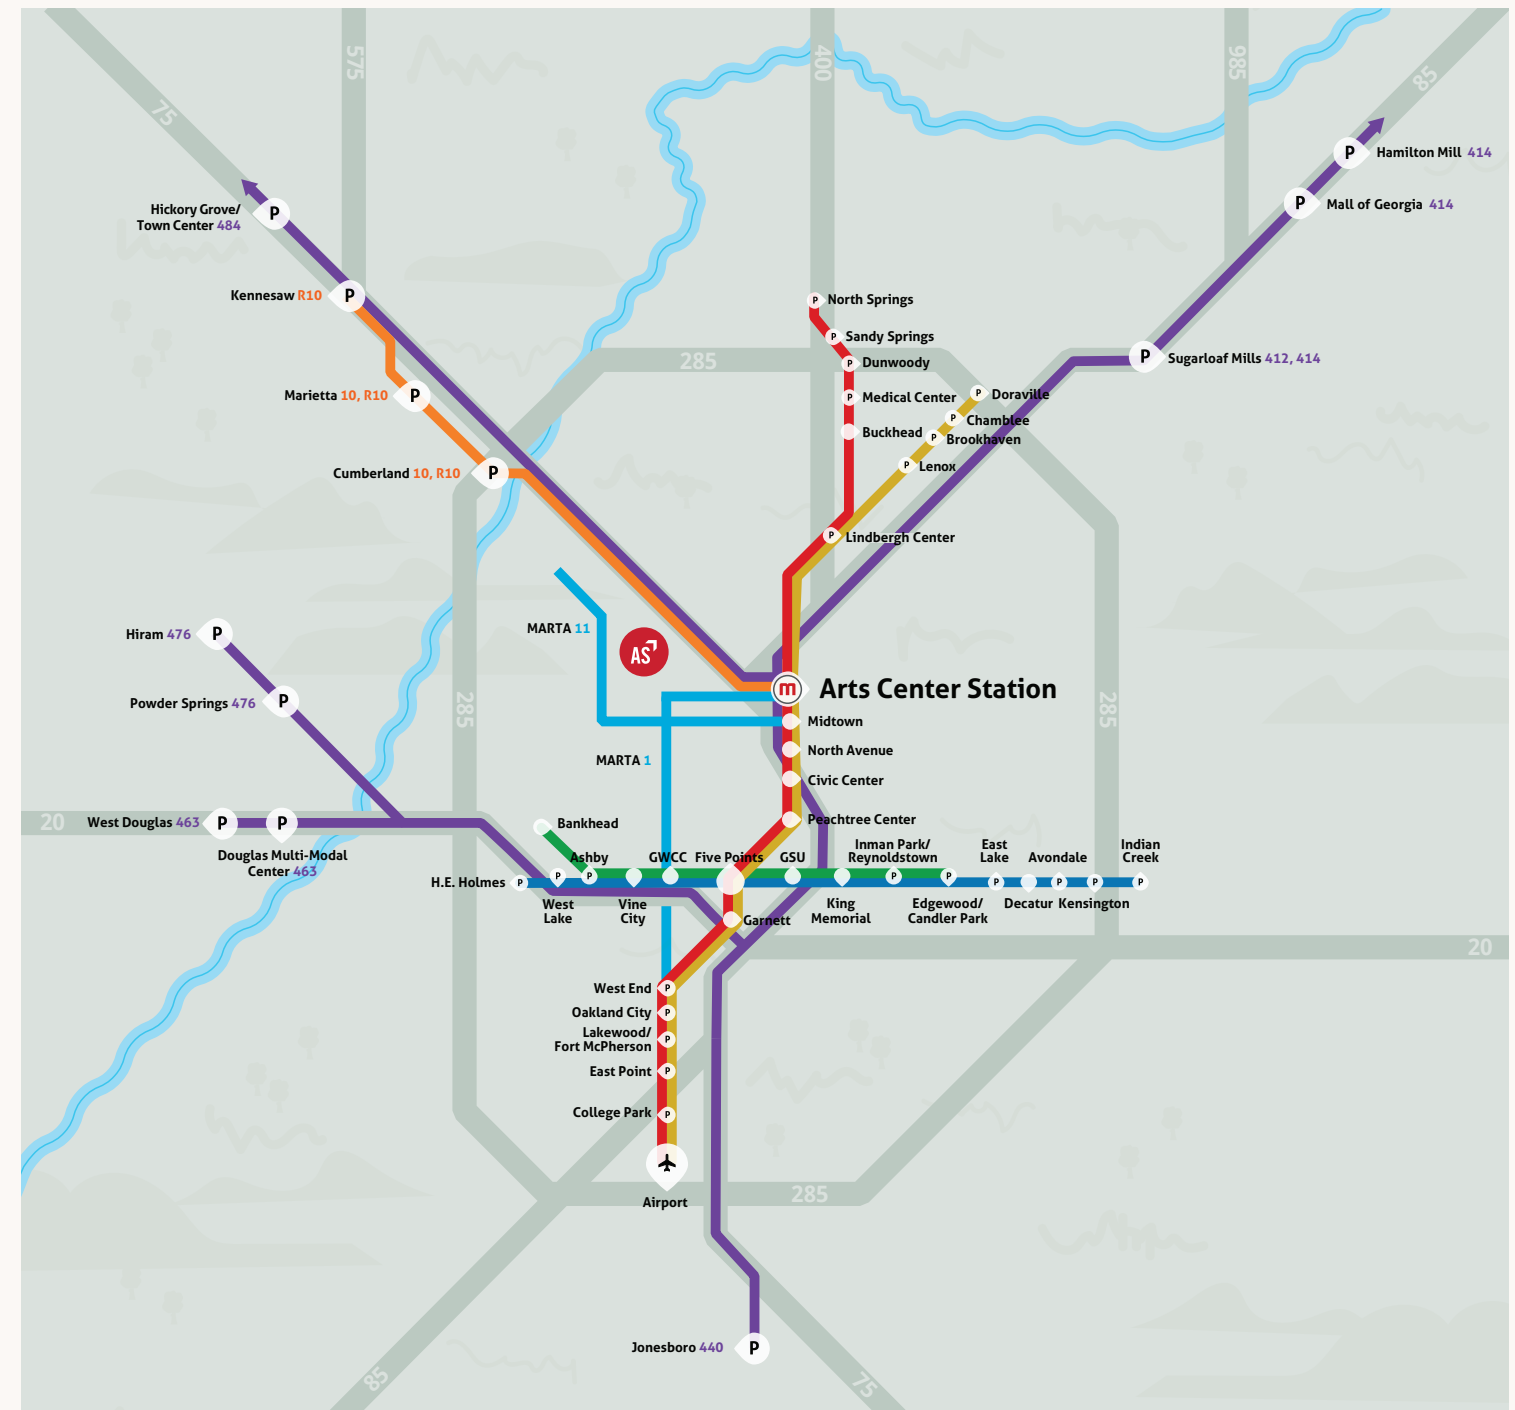 575
400
985
85
75
P Hamilton Mill 414
P Mall of Georgia 414
Hickory Grove/
Town Center 484
P
Kennesaw R10 P
P North Springs
P Sandy Springs
285
P Dunwoody
P Sugarloaf Mills 412, 414
Marietta 10, R10 P
P Medical Center
P Doraville
P Chamblee
Buckhead
P Brookhaven
P Lenox
Cumberland 10, R10 P
P Lindbergh Center
MARTA 11
AS
Hiram 476 P
m Arts Center Station
Powder Springs 476 P
285
285
Midtown
North Avenue
MARTA 1
Civic Center
20
West Douglas 463 P
P
Bankhead
Peachtree Center
Douglas Multi-Modal
Center 463
Ashby
GWCC
Five Points
GSU
Inman Park/
Reynoldstown
East
Lake
Avondale
Indian
Creek
H.E. Holmes P
P
P
P
P
P
P
P
P
P
West
Lake
Vine
City
Garnett
King
Memorial
Edgewood/
Candler Park
Decatur
Kensington
20
West End P
Oakland City P
Lakewood/
Fort McPherson P
East Point P
College Park P
Airport
285
Jonesboro 440 P
85
75